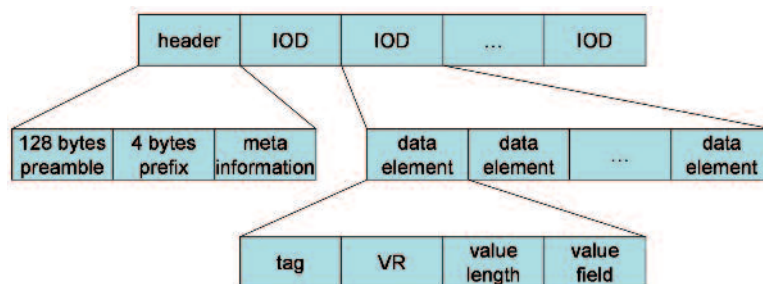 header IOD IOD ... IOD
128 bytes preamble 4 bytes prefix meta information
data element data element ... data element
tag VR value length value field